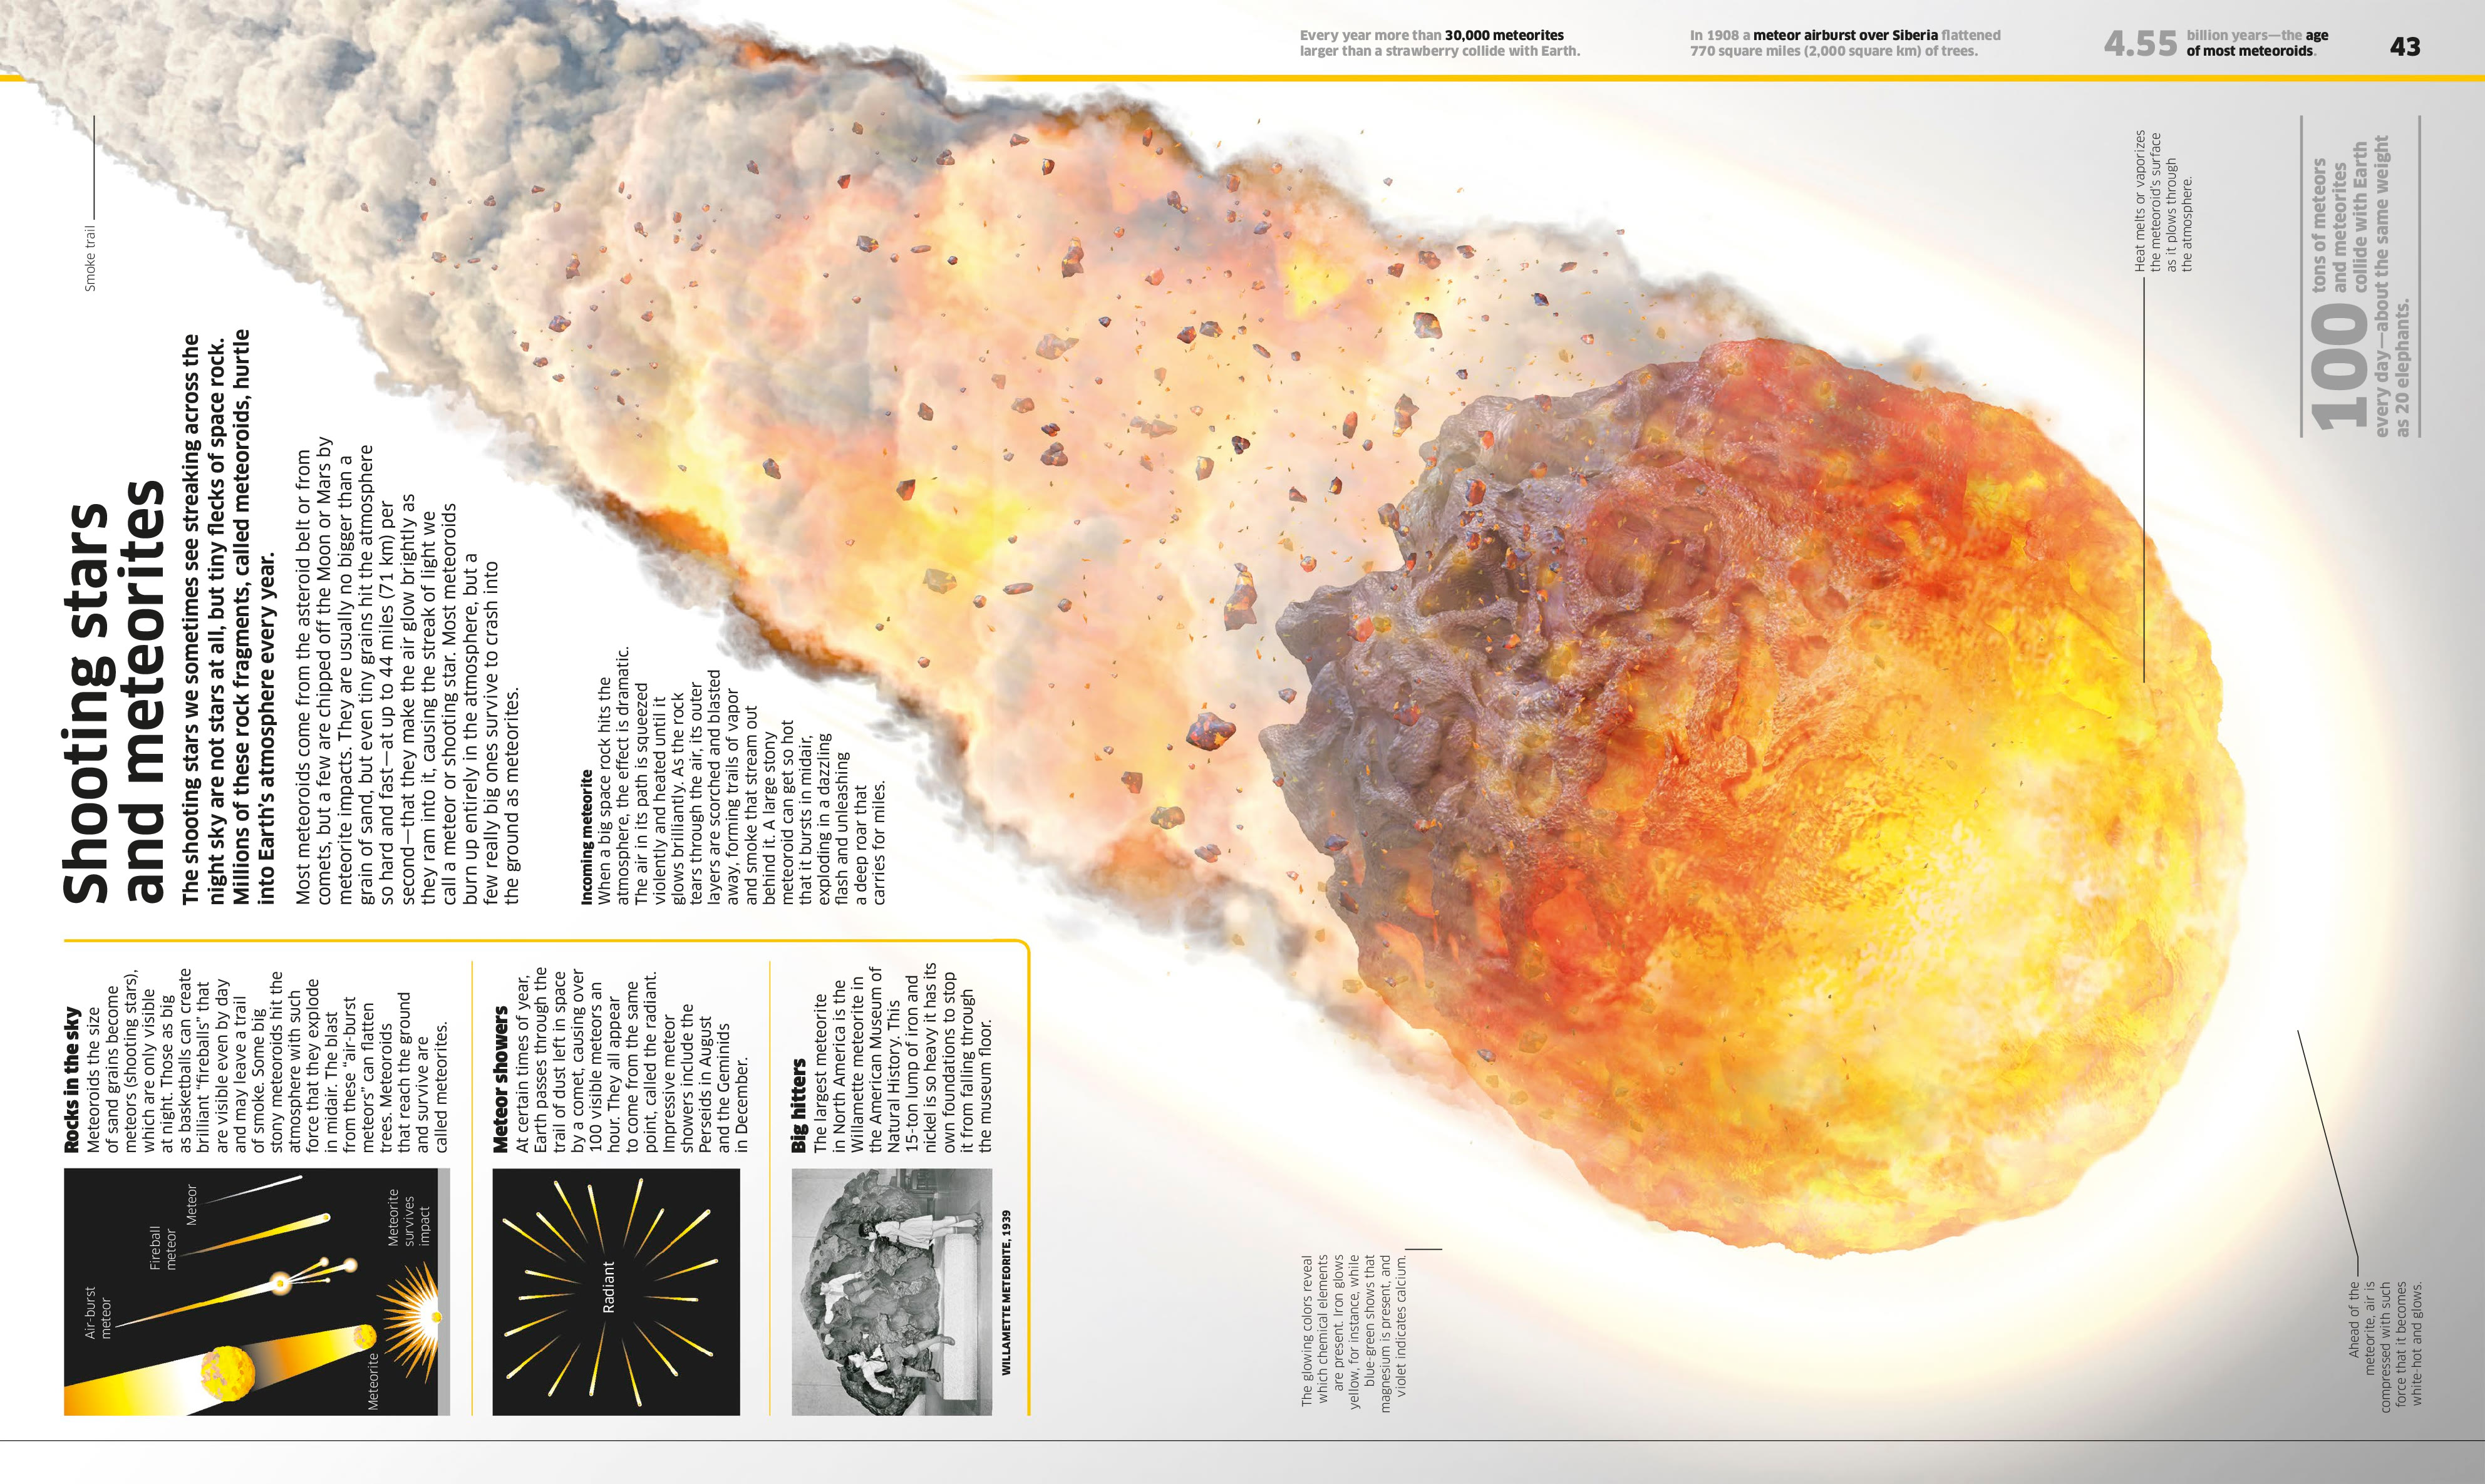 Every year more than 30,000 meteorites
larger than a strawberry collide with Earth.
In 1908 a meteor airburst over Siberia flattened
770 square miles (2,000 square km) of trees.
4.55 billion years—the age
of most meteoroids.
43
Shooting stars
and meteorites
The shooting stars we sometimes see streaking across the
night sky are not stars at all, but tiny flecks of space rock.
Millions of these rock fragments, called meteoroids, hurtle
into Earth's atmosphere every year.
Most meteoroids come from the asteroid belt or from
comets, but a few are chipped off the Moon or Mars by
meteorite impacts. They are usually no bigger than a
grain of sand, but even tiny grains hit the atmosphere
so hard and fast—at up to 44 miles (71 km) per
second—that they make the air glow brightly as
they ram into it, causing the streak of light we
call a meteor or shooting star. Most meteoroids
burn up entirely in the atmosphere, but a
few really big ones survive to crash into
the ground as meteorites.
Smoke trail
Incoming meteorite
When a big space rock hits the
atmosphere, the effect is dramatic.
The air in its path is squeezed
violently and heated until it
glows brilliantly. As the rock
tears through the air, its outer
layers are scorched and blasted
away, forming trails of vapor
and smoke that stream out
behind it. A large stony
meteoroid can get so hot
that it bursts in midair,
exploding in a dazzling
flash and unleashing
a deep roar that
carries for miles.
Rocks in the sky
Meteoroids the size
of sand grains become
meteors (shooting stars),
which are only visible
at night. Those as big
as basketballs can create
brilliant "fireballs" that
are visible even by day
and may leave a trail
of smoke. Some big
stony meteoroids hit the
atmosphere with such
force that they explode
in midair. The blast
from these "air-burst
meteors" can flatten
trees. Meteoroids
that reach the ground
and survive are
called meteorites.
Air-burst
meteor
Fireball
meteor
Meteor
Meteorite
Meteorite
survives
impact
Meteor showers
At certain times of year,
Earth passes through the
trail of dust left in space
by a comet, causing over
100 visible meteors an
hour. They all appear
to come from the same
point, called the radiant.
Impressive meteor
showers include the
Perseids in August
and the Geminids
in December.
Radiant
Big hitters
The largest meteorite
in North America is the
Willamette meteorite in
the American Museum of
Natural History. This
15-ton lump of iron and
nickel is so heavy it has its
own foundations to stop
it from falling through
the museum floor.
WILLAMETTE METEORITE, 1939
The glowing colors reveal
which chemical elements
are present. Iron glows
yellow, for instance, while
blue-green shows that
magnesium is present, and
violet indicates calcium.
Heat melts or vaporizes
the meteoroid's surface
as it plows through
the atmosphere.
100 tons of meteors
and meteorites
collide with Earth
every day—about the same weight
as 20 elephants.
Ahead of the
meteorite, air is
compressed with such
force that it becomes
white-hot and glows.